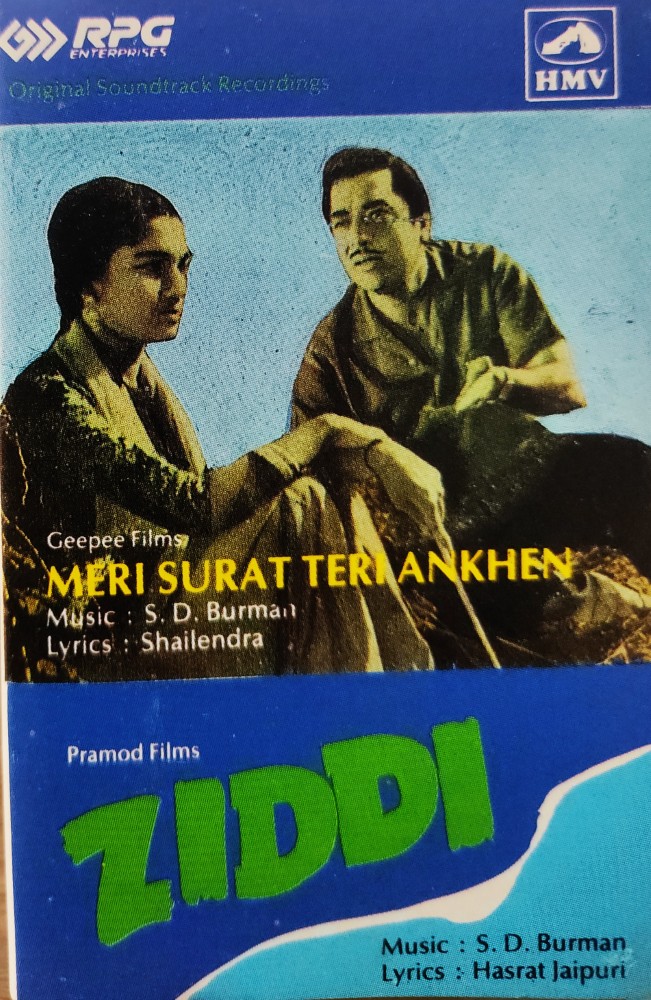 RPG
ENTERPRISES
Original Soundtrack Recordings
HMV
Geepee Films
MERI SURAT TERI ANKHEN
Music : S. D. Burman
Lyrics : Shailendra
Pramod Films
ZIDDI
Music : S. D. Burman
Lyrics : Hasrat Jaipuri